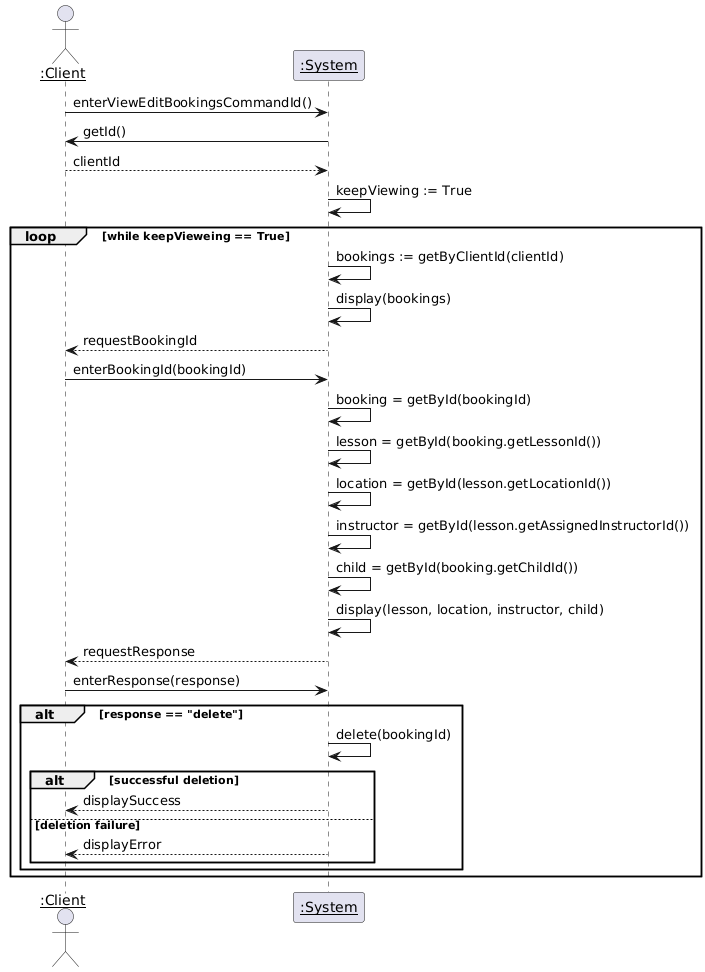 :Client
:System
enterViewEditBookingsCommandId()
getId()
clientId
keepViewing := True
loop [while keepVieweing == True]
bookings := getByClientId(clientId)
display(bookings)
requestBookingId
enterBookingId(bookingId)
booking = getById(bookingId)
lesson = getById(booking.getLessonId())
location = getById(lesson.getLocationId())
instructor = getById(lesson.getAssignedInstructorId())
child = getById(booking.getChildId())
display(lesson, location, instructor, child)
requestResponse
enterResponse(response)
alt [response == "delete"]
delete(bookingId)
alt [successful deletion]
displaySuccess
[deletion failure]
displayError
:Client
:System